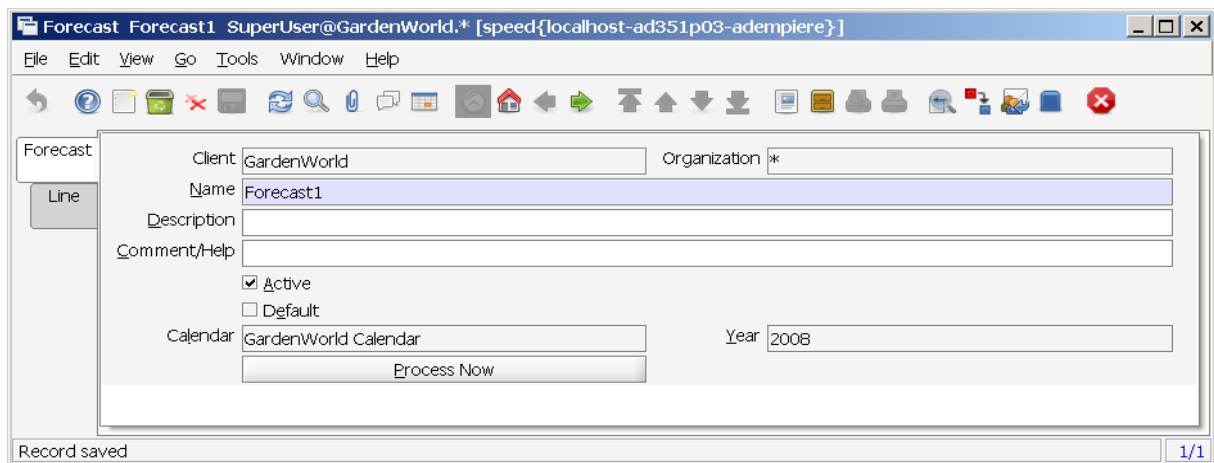 Forecast Forecast1 SuperUser@GardenWorld.* [speed{localhost-ad351p03-adempiere}]
File Edit View Go Tools Window Help
Forecast
Line
Client GardenWorld Organization *
Name Forecast1
Description
Comment/Help
Active
Default
Calendar GardenWorld Calendar Year 2008
Process Now
Record saved 1/1